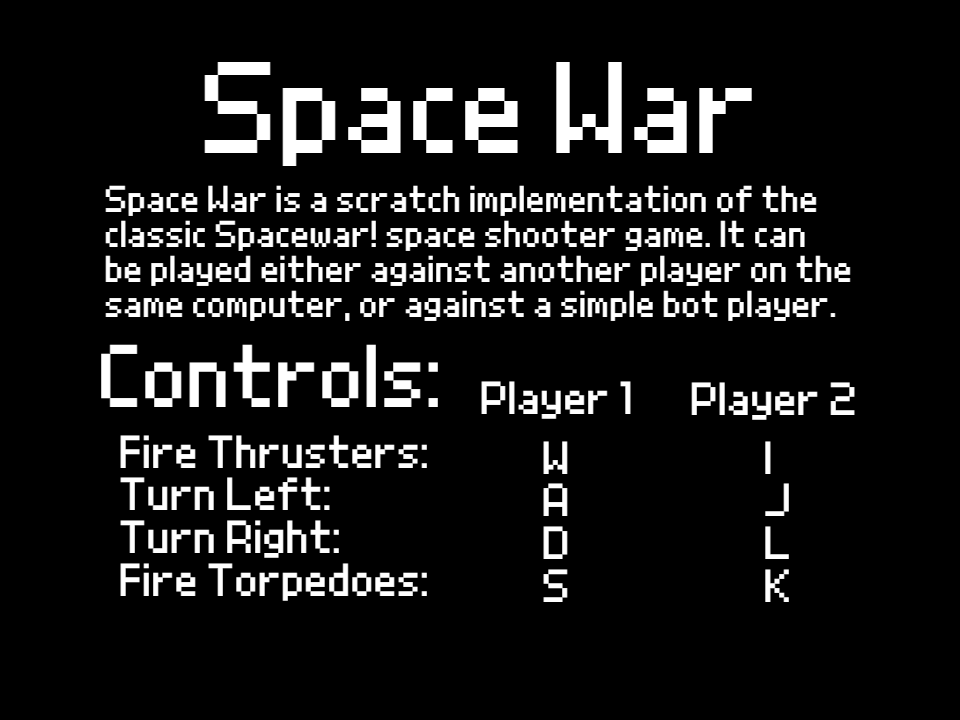 Space War
Space War is a scratch implementation of the
classic Spacewar! space shooter game. It can
be played either against another player on the
same computer, or against a simple bot player.
Controls: Player 1 Player 2
Fire Thrusters: W I
Turn Left: A J
Turn Right: D L
Fire Torpedoes: S K